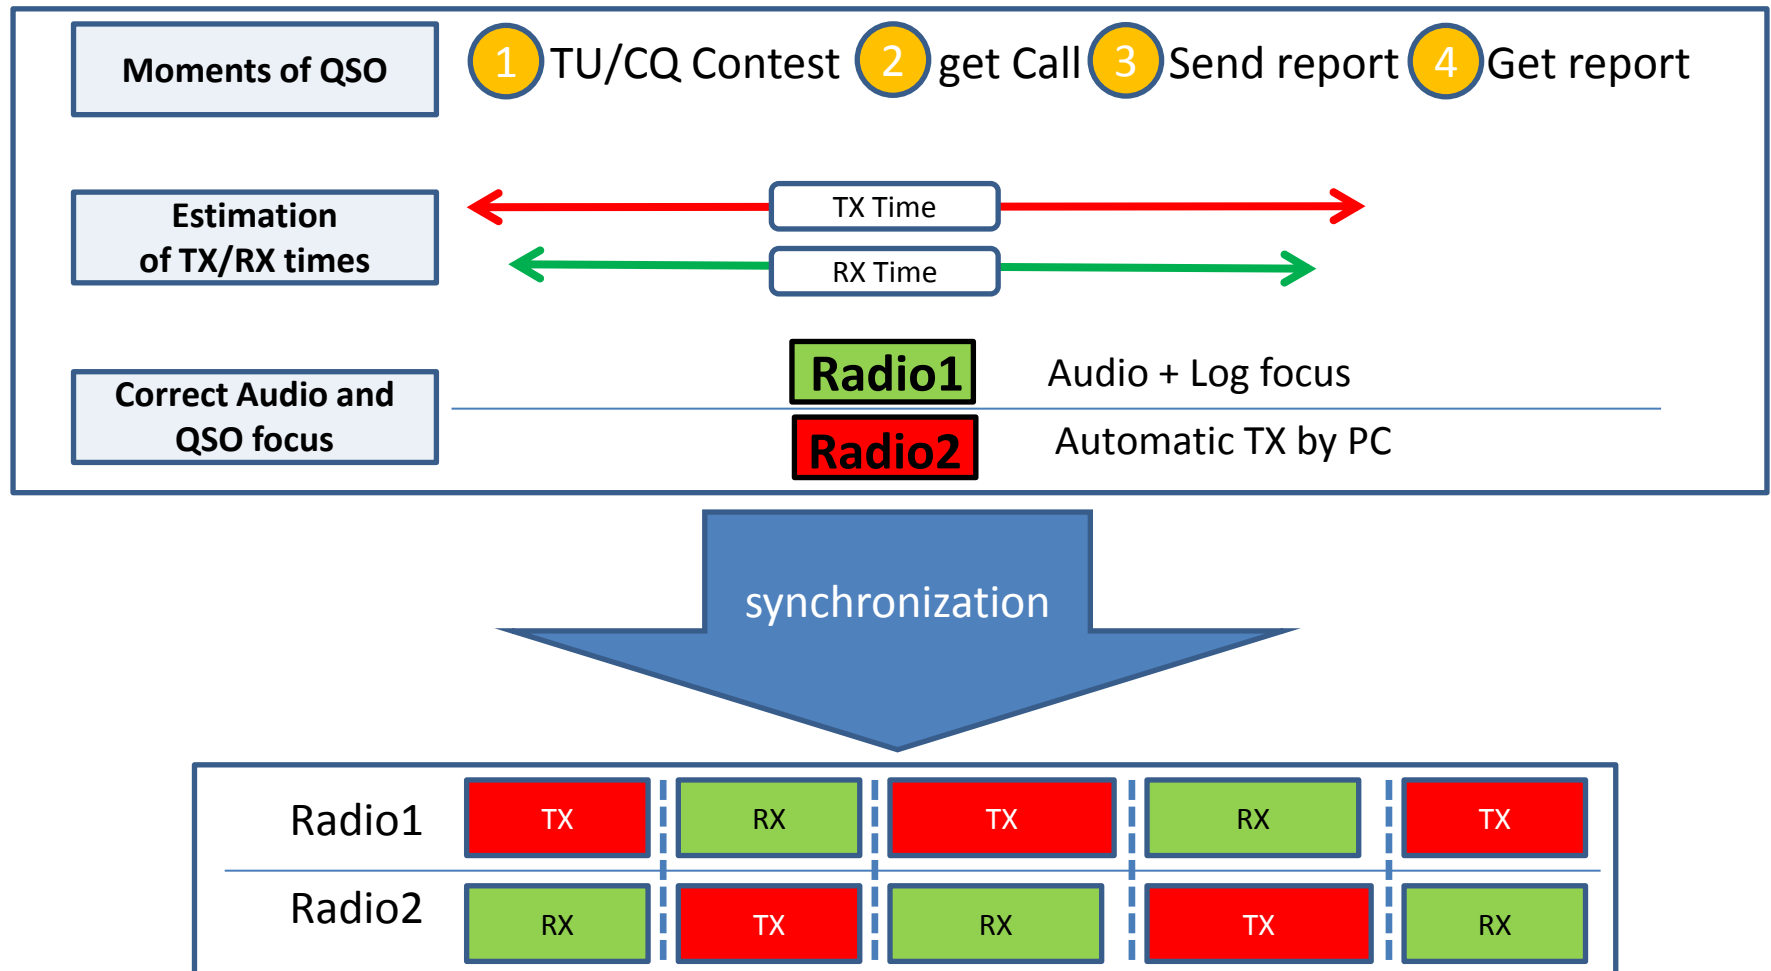 Moments of QSO
1 TU/CQ Contest 2 get Call 3 Send report 4 Get report
Estimation
of TX/RX times
TX Time
RX Time
Correct Audio and
QSO focus
Radio1 Audio + Log focus
Radio2 Automatic TX by PC
synchronization
Radio1 TX RX TX RX TX
Radio2 RX TX RX TX RX